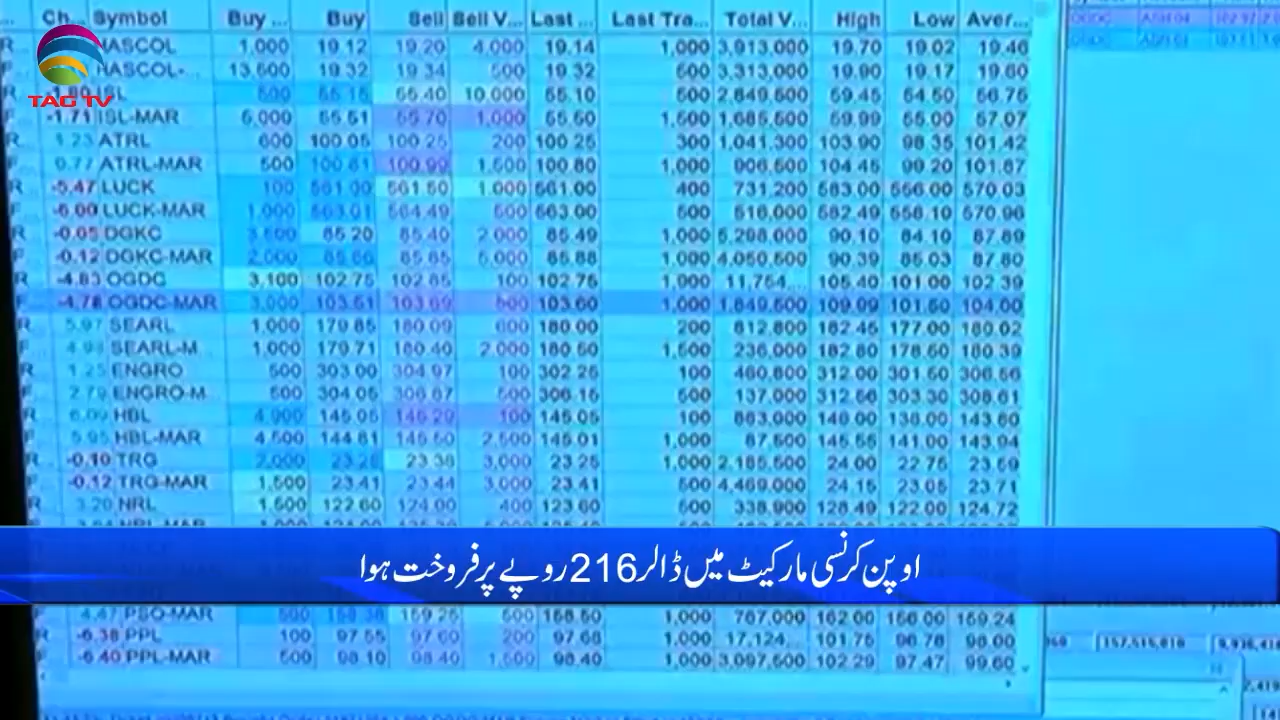 Ch... Symbol Buy ... Buy Sell Sell V... Last ... Last Tra... Total V... High Low Aver...
TAG TV
R HASCOL 1,000 19.12 19.20 4,000 19.14 1,000 3,913,000 19.70 19.02 19.46
F HASCOL-... 13,500 19.32 19.34 500 19.32 500 3,313,000 19.90 19.17 19.60
ISL 500 55.15 55.40 10,000 55.10 500 2,849,500 59.45 54.50 56.75
F -1.71 ISL-MAR 5,000 55.51 55.70 1,000 55.50 1,500 1,685,500 59.99 55.00 57.07
R 1.23 ATRL 600 100.05 100.25 200 100.25 300 1,041,300 103.90 98.35 101.42
F 0.77 ATRL-MAR 500 100.61 100.99 1,500 100.80 1,000 906,500 104.45 99.20 101.87
R -5.47 LUCK 100 561.00 561.50 1,000 561.00 400 731,200 583.00 556.00 570.03
F -6.00 LUCK-MAR 1,000 563.01 564.49 500 563.00 500 516,000 582.49 558.10 570.96
R -0.05 DGKC 3,500 85.20 85.40 2,000 85.49 1,000 5,298,000 90.10 84.10 87.89
F -0.12 DGKC-MAR 2,000 85.66 85.85 5,000 85.88 1,000 4,050,500 90.39 85.03 87.80
R -4.83 OGDC 3,100 102.75 102.85 100 102.75 1,000 11,754,... 105.40 101.00 102.39
F -4.78 OGDC-MAR 3,000 103.51 103.69 500 103.60 1,000 1,849,500 109.99 101.50 104.00
R 5.97 SEARL 1,000 179.85 180.09 600 180.00 200 812,800 182.45 177.00 180.02
F 4.98 SEARL-M... 1,000 179.71 180.40 2,000 180.50 1,500 236,000 182.80 178.50 180.39
R 1.25 ENGRO 500 303.00 304.97 100 302.25 100 460,800 312.00 301.50 306.56
F 2.79 ENGRO-M... 500 304.05 306.87 500 306.15 500 137,000 312.56 303.30 308.61
R 6.09 HBL 4,900 145.05 145.29 100 145.05 100 863,000 146.00 138.00 143.60
F 5.95 HBL-MAR 4,500 144.61 145.50 2,500 145.01 1,000 87,500 145.55 141.00 143.94
R -0.10 TRG 2,000 23.25 23.38 3,000 23.25 1,000 2,185,500 24.00 22.75 23.59
F -0.12 TRG-MAR 1,500 23.41 23.44 3,000 23.41 500 4,469,000 24.15 23.05 23.71
R 3.20 NRL 1,500 122.60 124.00 400 123.60 500 338,900 128.49 122.00 124.72
اوپن کرنسی مارکیٹ میں ڈالر 216 روپے پر فروخت ہوا
4.47 PSO-MAR 500 158.38 159.25 500 158.50 1,000 767,000 162.00 156.00 159.24
R -6.38 PPL 100 97.55 97.60 200 97.68 1,000 17,124,... 101.75 96.78 98.00
F -6.40 PPL-MAR 500 98.10 98.40 1,500 98.40 1,000 3,097,500 102.29 97.47 99.60
157,515,810